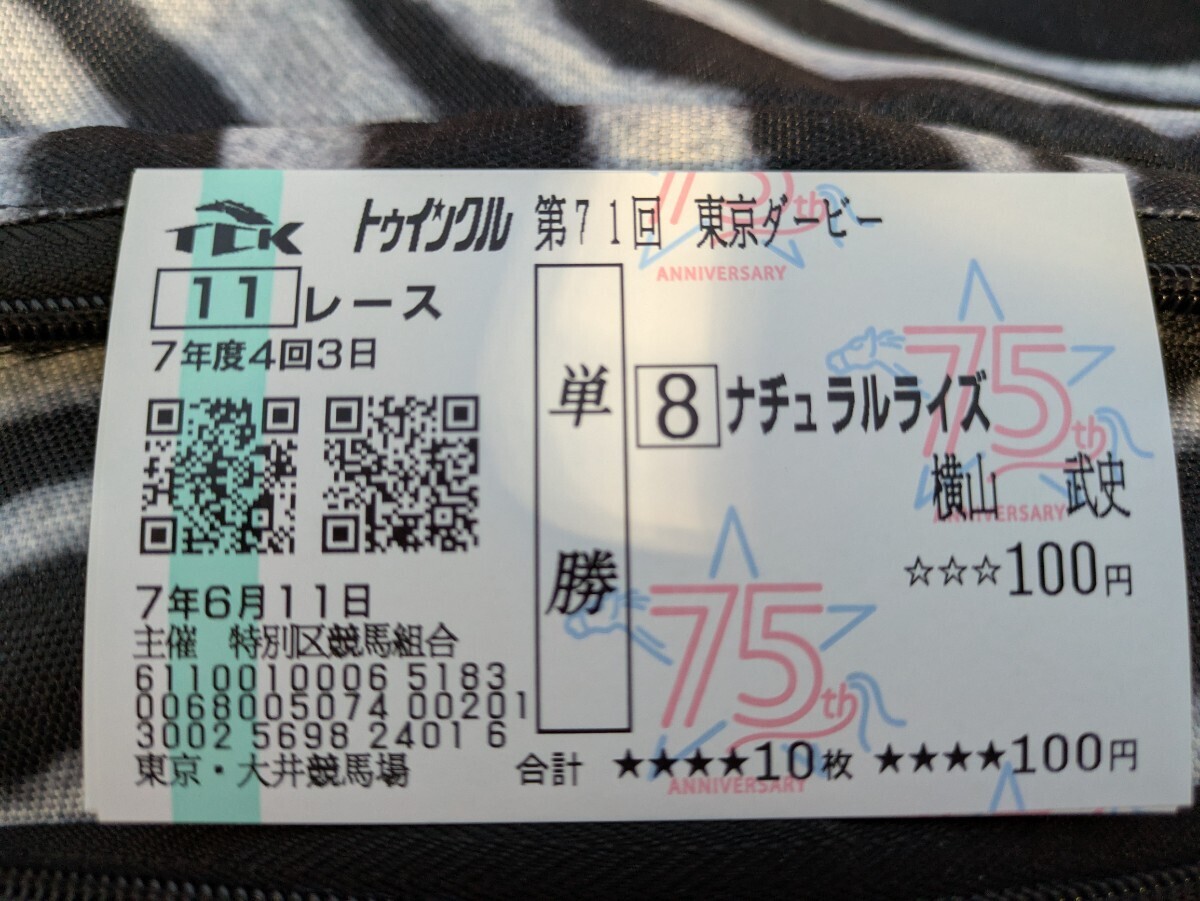 TCK トゥインクル 第71回 東京ダービー
11レース
7年度4回3日
単勝
8 ナチュラルライズ
横山 武史
☆☆☆100円
7年6月11日
主催 特別区競馬組合
6110010006 5183
0068005074 00201
3002 5698 24016
東京・大井競馬場
合計 ★★★★10枚 ★★★★100円
75th
ANNIVERSARY
75th
ANNIVERSARY
75th
ANNIVERSARY